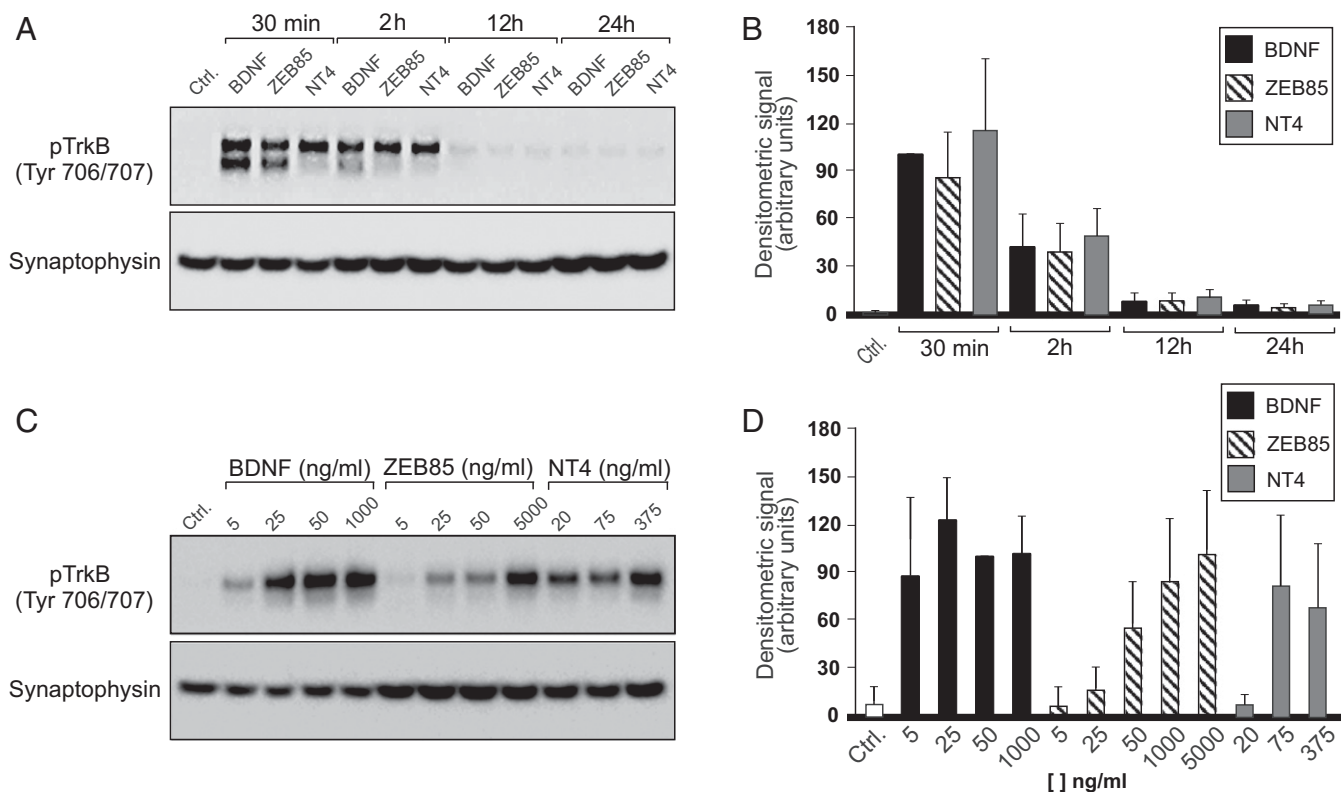 A
30 min 2h 12h 24h
Ctrl. BDNF ZEB85 NT4 BDNF ZEB85 NT4 BDNF ZEB85 NT4 BDNF ZEB85 NT4
pTrkB
(Tyr 706/707)
Synaptophysin
B
Densitometric signal
(arbitrary units)
180
150
120
90
60
30
0
BDNF
ZEB85
NT4
Ctrl.
30 min 2h 12h 24h
C
BDNF (ng/ml) ZEB85 (ng/ml) NT4 (ng/ml)
Ctrl. 5 25 50 1000 5 25 50 5000 20 75 375
pTrkB
(Tyr 706/707)
Synaptophysin
D
Densitometric signal
(arbitrary units)
180
150
120
90
60
30
0
BDNF
ZEB85
NT4
Ctrl. 5 25 50 1000 5 25 50 1000 5000 20 75 375
[ ] ng/ml